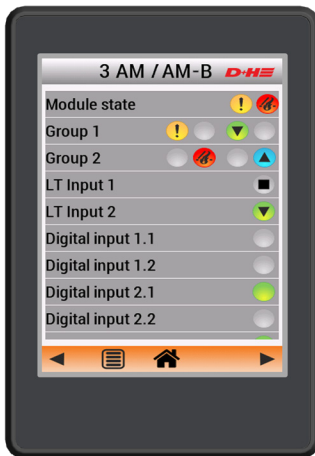 3 AM / AM-B D+H
Module state
Group 1
Group 2
LT Input 1
LT Input 2
Digital input 1.1
Digital input 1.2
Digital input 2.1
Digital input 2.2